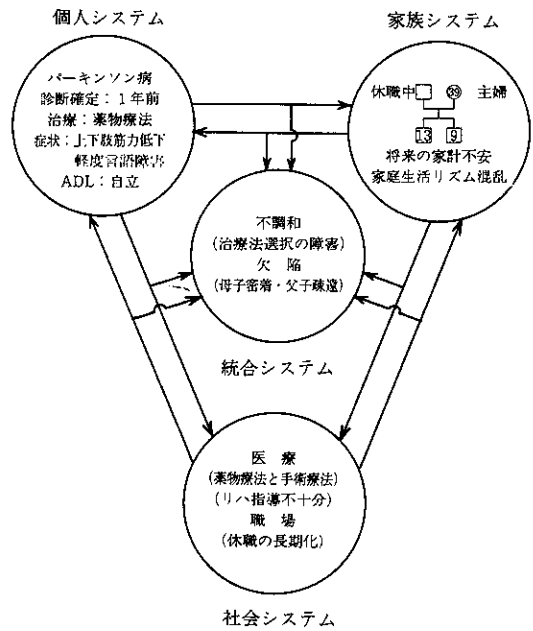 個人システム
家族システム
パーキンソン病
診断確定：1年前
治療：薬物療法
症状：上下肢筋力低下
軽度言語障害
ADL：自立
休職中 39 主婦
13 9
将来の家計不安
家庭生活リズム混乱
不調和
(治療法選択の障害)
欠陥
(母子密着・父子疎遠)
統合システム
医療
(薬物療法と手術療法)
(リハ指導不十分)
職場
(休職の長期化)
社会システム